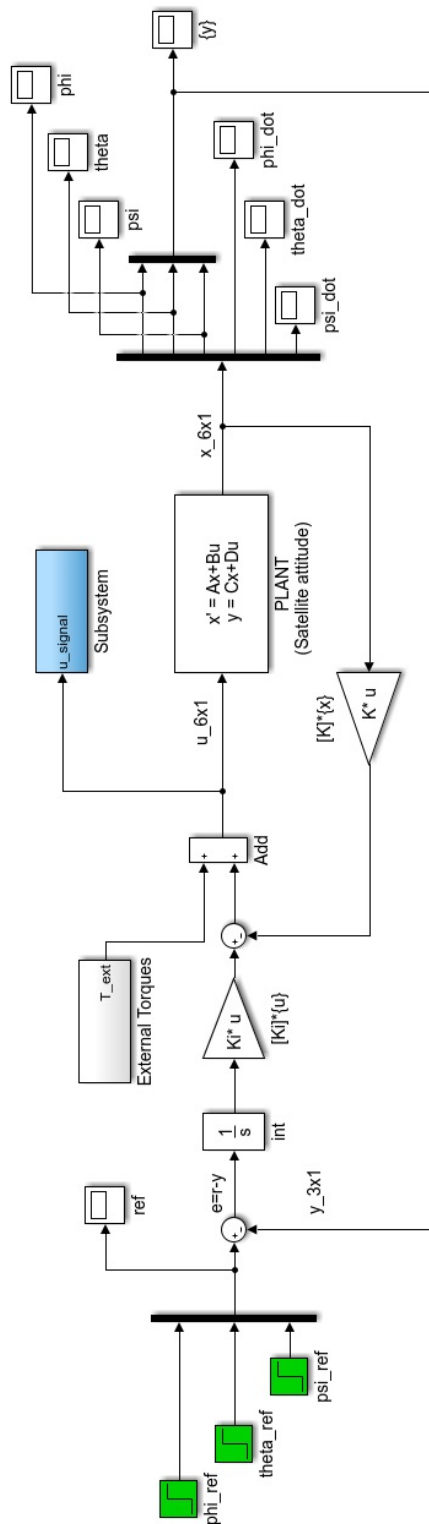 phi_ref
theta_ref
psi_ref
ref
e=r-y
1
s
int
y_3x1
Ki* u
[Ki]*{u}
T_ext
External Torques
+
-
+
-
+
+
Add
u_signal
Subsystem
u_6x1
x' = Ax+Bu
y = Cx+Du
PLANT
(Satellite attitude)
K* u
[K]*{x}
x_6x1
phi
theta
psi
{y}
phi_dot
theta_dot
psi_dot